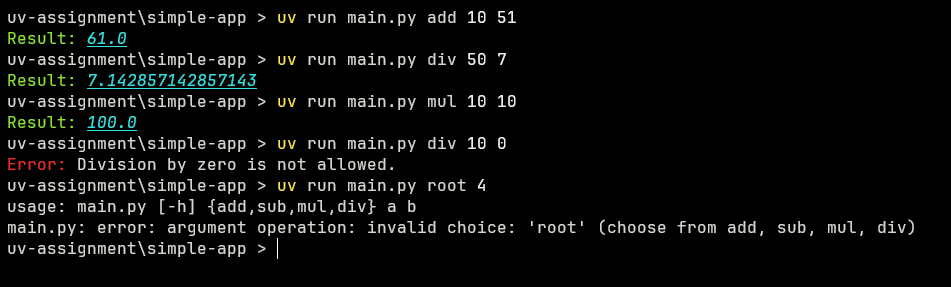 uv-assignment\simple-app > uv run main.py add 10 51
Result: 61.0
uv-assignment\simple-app > uv run main.py div 50 7
Result: 7.142857142857143
uv-assignment\simple-app > uv run main.py mul 10 10
Result: 100.0
uv-assignment\simple-app > uv run main.py div 10 0
Error: Division by zero is not allowed.
uv-assignment\simple-app > uv run main.py root 4
usage: main.py [-h] {add,sub,mul,div} a b
main.py: error: argument operation: invalid choice: 'root' (choose from add, sub, mul, div)
uv-assignment\simple-app >